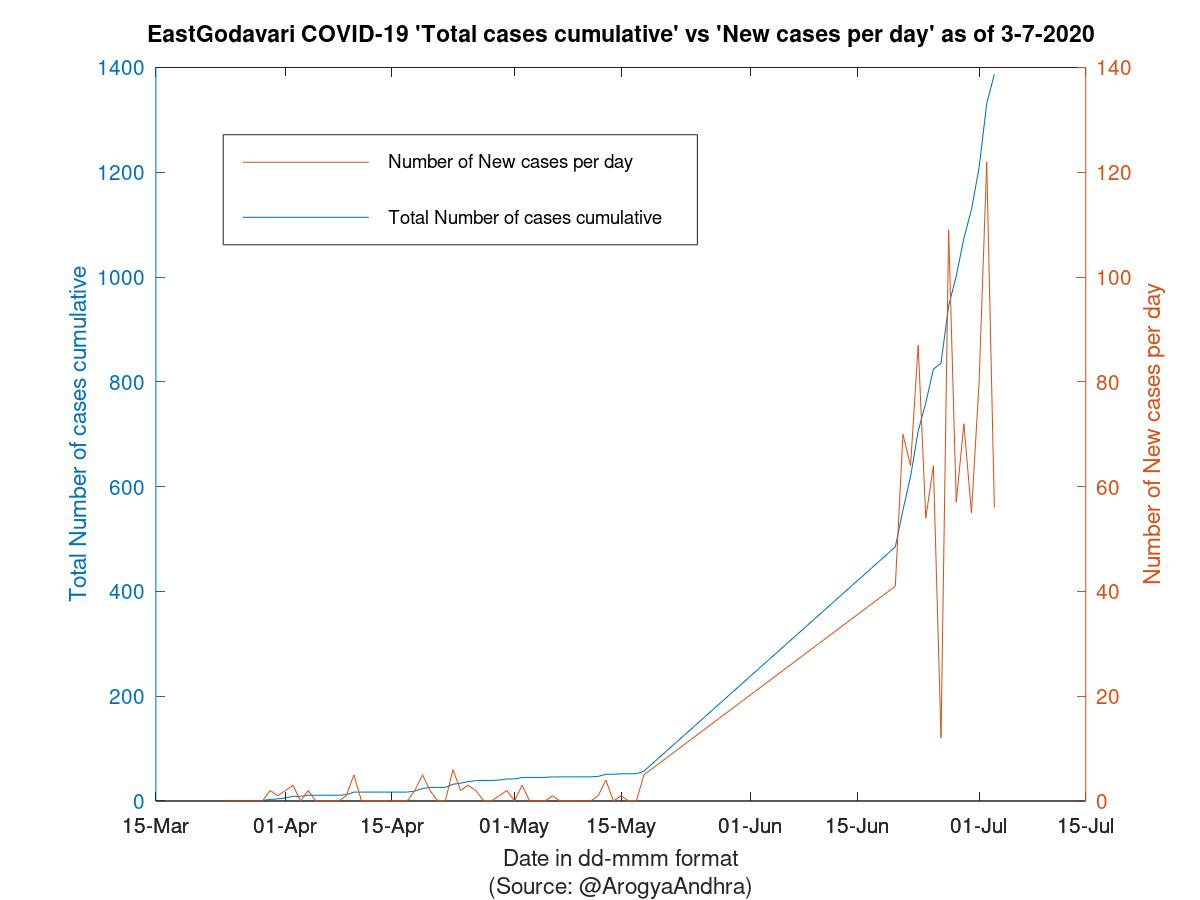 EastGodavari COVID-19 'Total cases cumulative' vs 'New cases per day' as of 3-7-2020
1400
1200
1000
800
600
400
200
0
Total Number of cases cumulative
Number of New cases per day
Total Number of cases cumulative
140
120
100
80
60
40
20
0
Number of New cases per day
15-Mar 01-Apr 15-Apr 01-May 15-May 01-Jun 15-Jun 01-Jul 15-Jul
Date in dd-mmm format
(Source: @ArogyaAndhra)